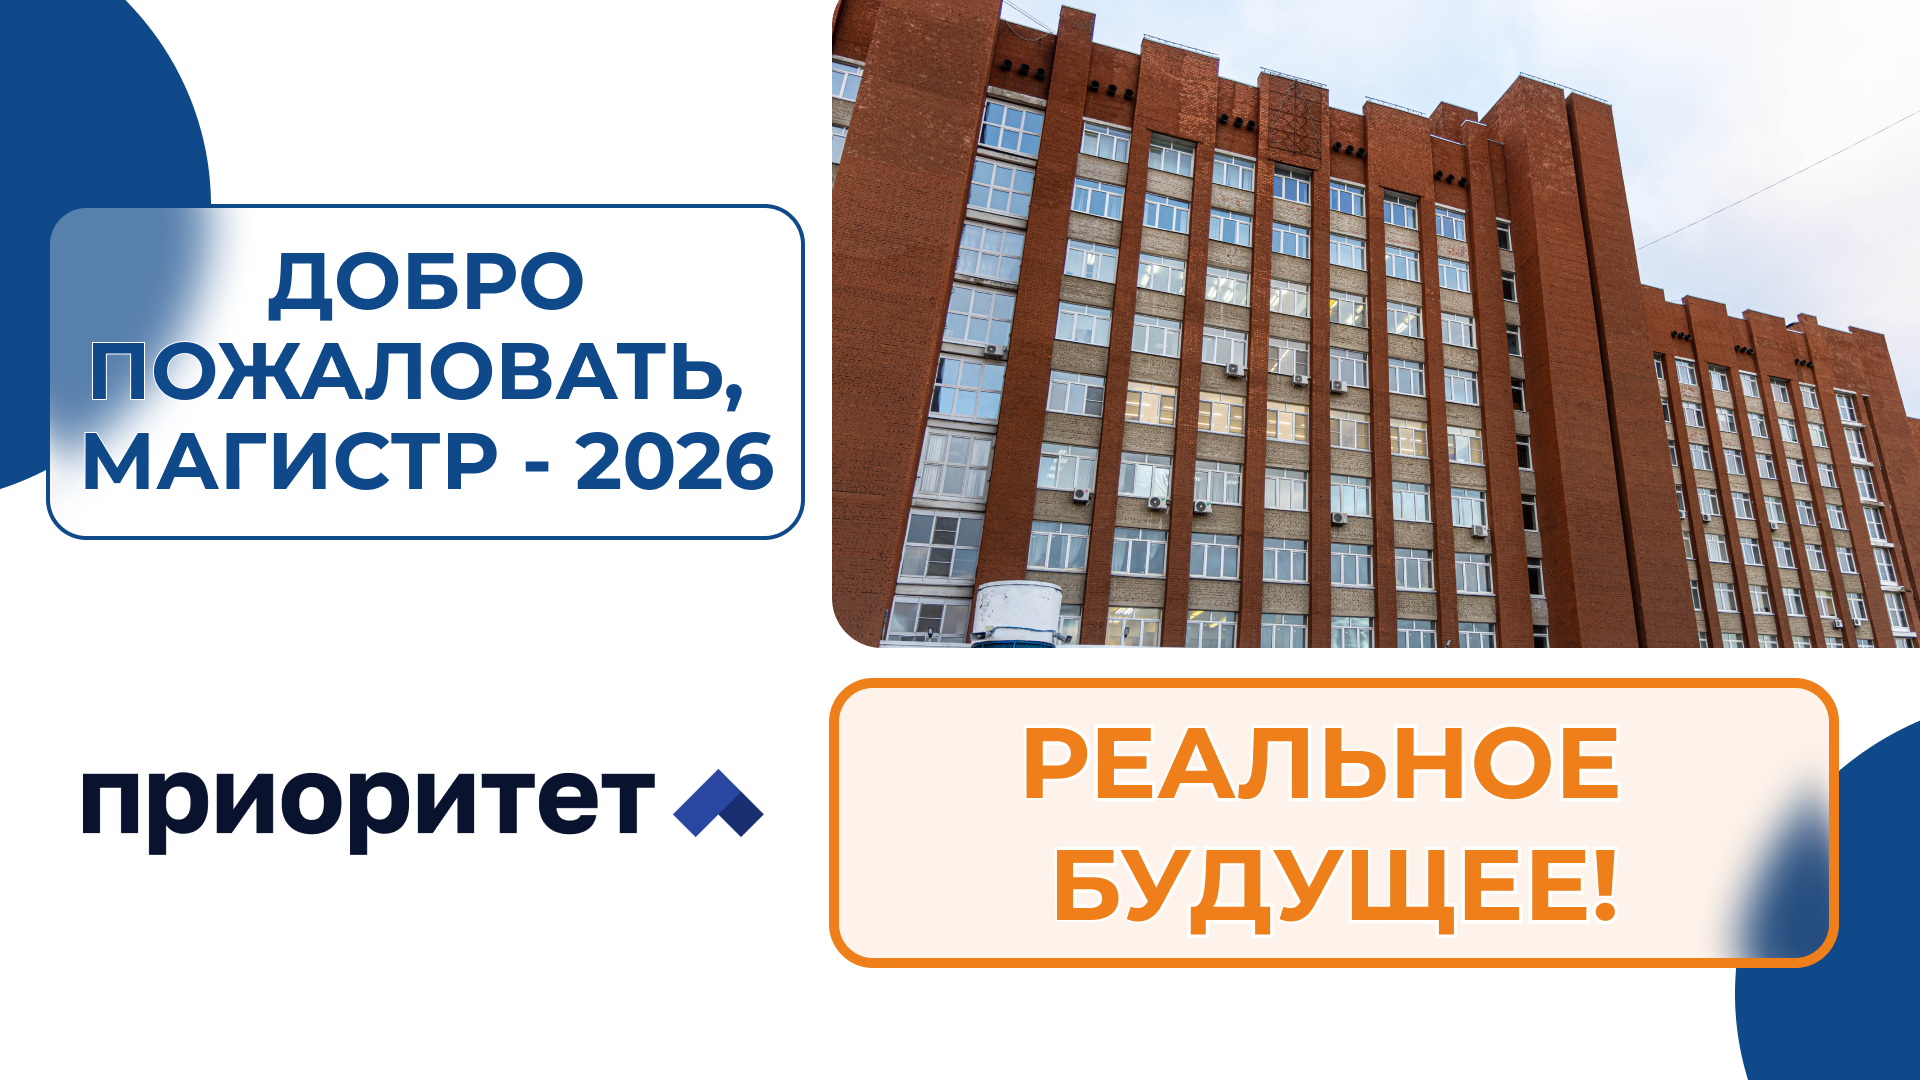 ДОБРО
ПОЖАЛОВАТЬ,
МАГИСТР - 2026
приоритет
РЕАЛЬНОЕ
БУДУЩЕЕ!